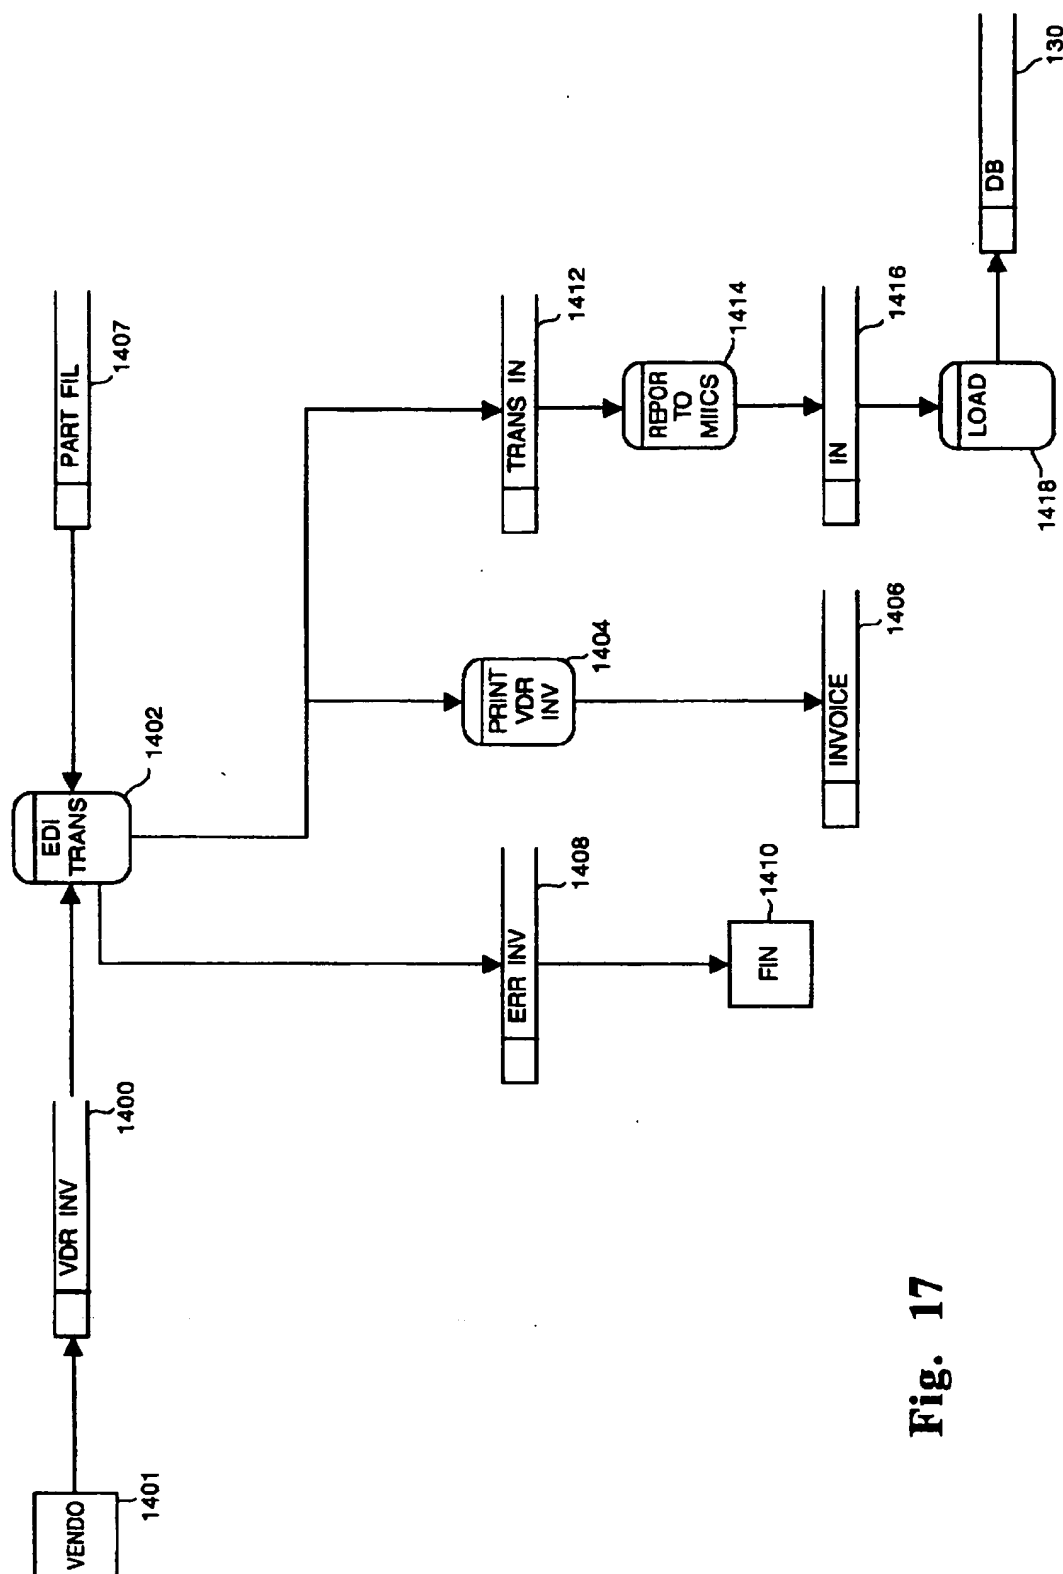 VENDO
1401
VDR INV
1400
EDI
TRANS
1402
PART FIL
1407
ERR INV
1408
FIN
1410
PRINT
VDR
INV
1404
INVOICE
1406
TRANS IN
1412
REPOR
TO
MIICS
1414
IN
1416
LOAD
1418
DB
130
Fig. 17